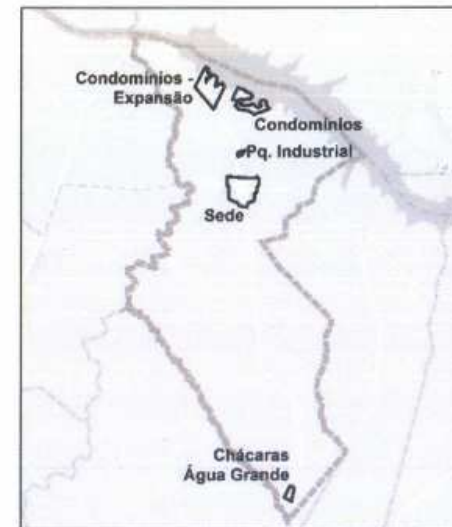 Condomínios -
Expansão
Condomínios
Pq. Industrial
Sede
Chácaras
Água Grande